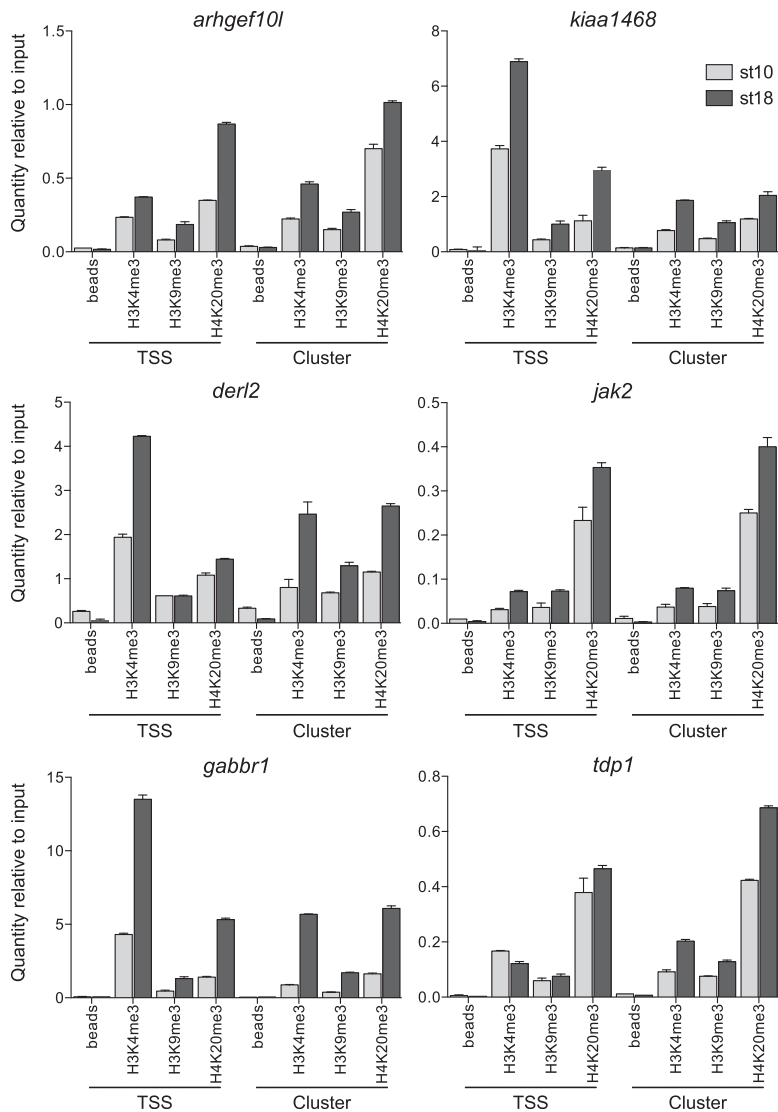 arhgef10l
kiaa1468
Quantity relative to input
1.5
1.0
0.5
0.0
8
6
4
2
0
st10
st18
beads
H3K4me3
H3K9me3
H4K20me3
beads
H3K4me3
H3K9me3
H4K20me3
TSS
Cluster
beads
H3K4me3
H3K9me3
H4K20me3
beads
H3K4me3
H3K9me3
H4K20me3
TSS
Cluster
derl2
jak2
Quantity relative to input
5
4
3
2
1
0
0.5
0.4
0.3
0.2
0.1
0.0
beads
H3K4me3
H3K9me3
H4K20me3
beads
H3K4me3
H3K9me3
H4K20me3
TSS
Cluster
beads
H3K4me3
H3K9me3
H4K20me3
beads
H3K4me3
H3K9me3
H4K20me3
TSS
Cluster
gabbr1
tdp1
Quantity relative to input
15
10
5
0
0.8
0.6
0.4
0.2
0.0
beads
H3K4me3
H3K9me3
H4K20me3
beads
H3K4me3
H3K9me3
H4K20me3
TSS
Cluster
beads
H3K4me3
H3K9me3
H4K20me3
beads
H3K4me3
H3K9me3
H4K20me3
TSS
Cluster